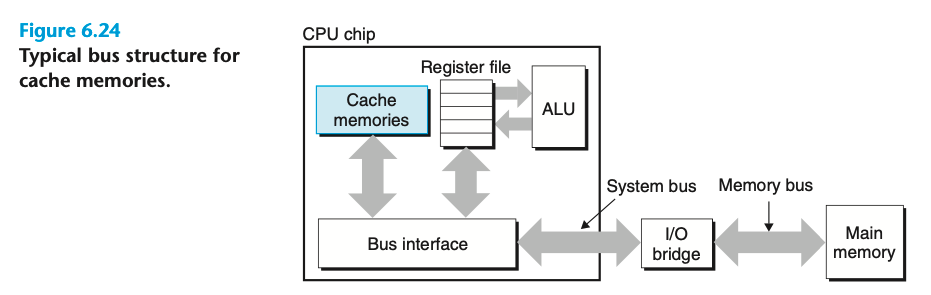 Figure 6.24
Typical bus structure for
cache memories.
CPU chip
Register file
Cache
memories
ALU
System bus
Memory bus
Bus interface
I/O
bridge
Main
memory